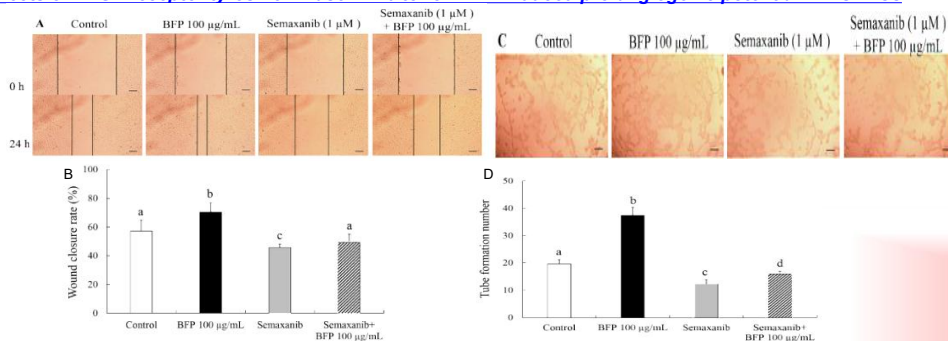 A
Control
BFP 100 µg/mL
Semaxanib (1 µM )
Semaxanib (1 µM)
+ BFP 100 µg/mL
0 h
24 h
B
Wound closure rate (%)
100
80
60
40
20
0
a
b
c
a
Control
BFP 100 µg/mL
Semaxanib
Semaxanib+
BFP 100 µg/mL
C
Control
BFP 100 µg/mL
Semaxanib (1 µM )
Semaxanib (1 µM )
+ BFP 100 µg/mL
D
Tube formation number
50
40
30
20
10
0
a
b
c
d
Control
BFP 100 µg/mL
Semaxanib
Semaxanib+
BFP 100 µg/mL